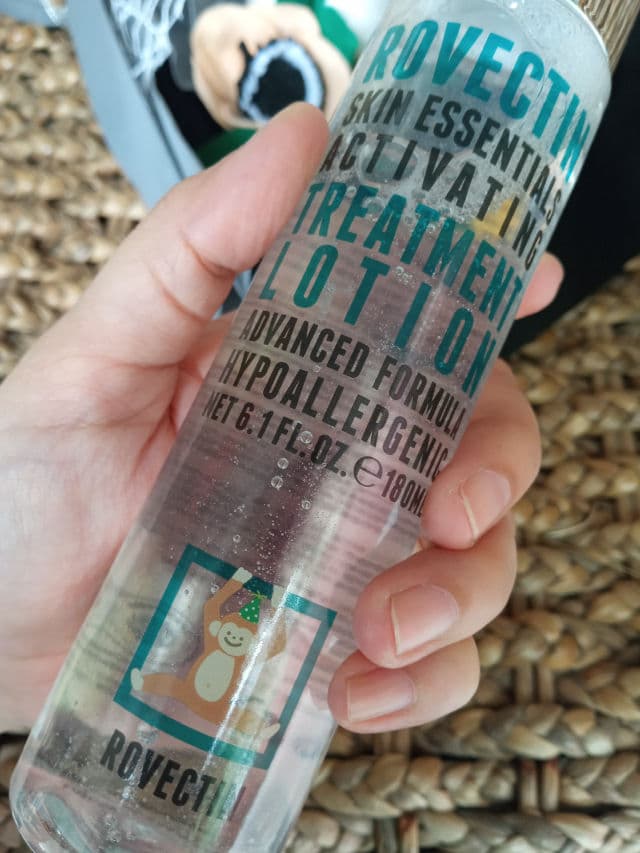 ROVECTIN
SKIN ESSENTIALS
ACTIVATING
TREATMENT
LOTION
ADVANCED FORMULA
HYPOALLERGENIC
NET 6.1 FL. OZ. ℮ 180ML
ROVECTIN